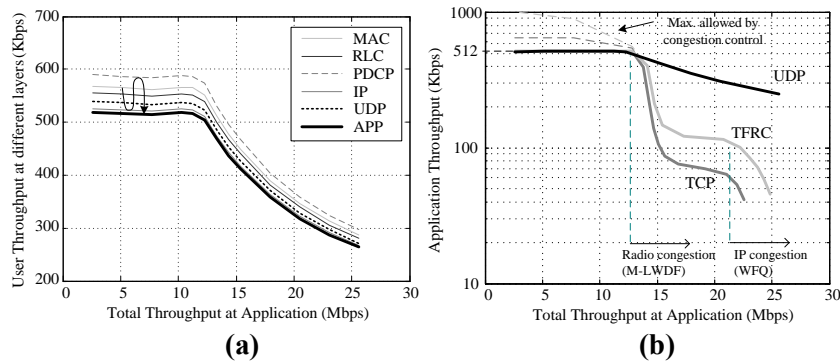 User Throughput at different layers (Kbps)
700
600
500
400
300
200
0
5
10
15
20
25
30
Total Throughput at Application (Mbps)
MAC
RLC
PDCP
IP
UDP
APP
(a)
Application Throughput (Kbps)
1000
512
100
10
0
5
10
15
20
25
30
Total Throughput at Application (Mbps)
Max. allowed by
congestion control
UDP
TFRC
TCP
Radio congestion
(M-LWDF)
IP congestion
(WFQ)
(b)